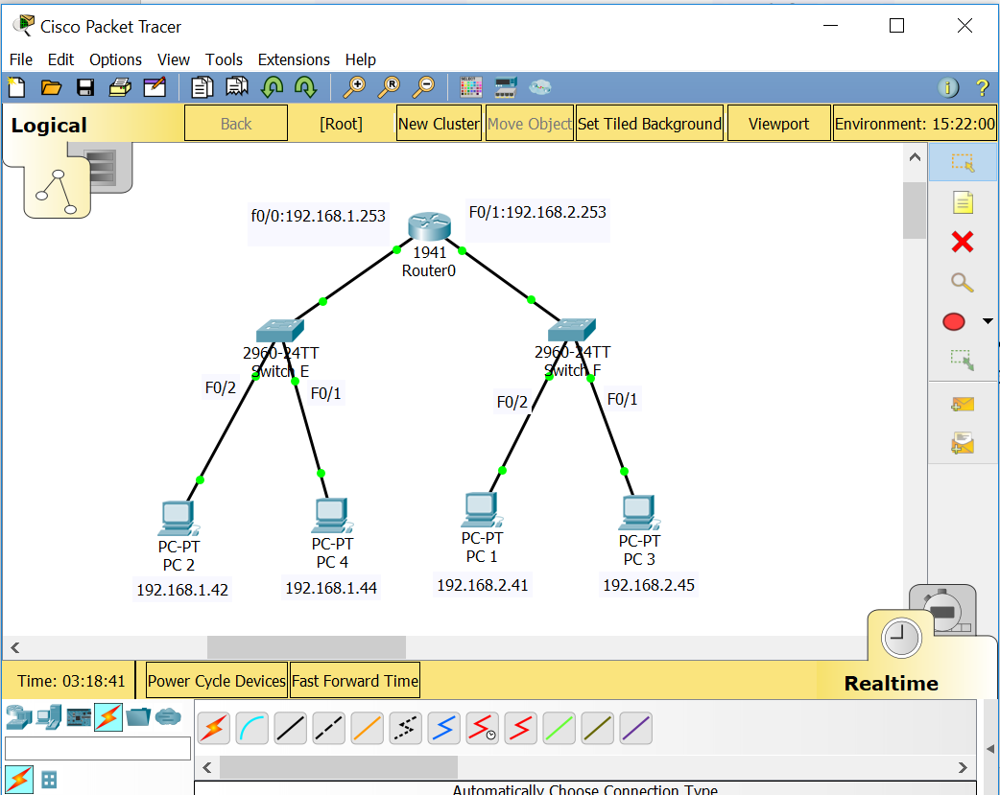 Cisco Packet Tracer
File Edit Options View Tools Extensions Help
Logical
Back
[Root]
New Cluster
Move Object
Set Tiled Background
Viewport
Environment: 15:22:00
f0/0:192.168.1.253
F0/1:192.168.2.253
1941
Router0
2960-24TT
Switch E
2960-24TT
Switch F
F0/2
F0/1
F0/2
F0/1
PC-PT
PC 2
192.168.1.42
PC-PT
PC 4
192.168.1.44
PC-PT
PC 1
192.168.2.41
PC-PT
PC 3
192.168.2.45
Time: 03:18:41
Power Cycle Devices
Fast Forward Time
Realtime
Automatically Choose Connection Type